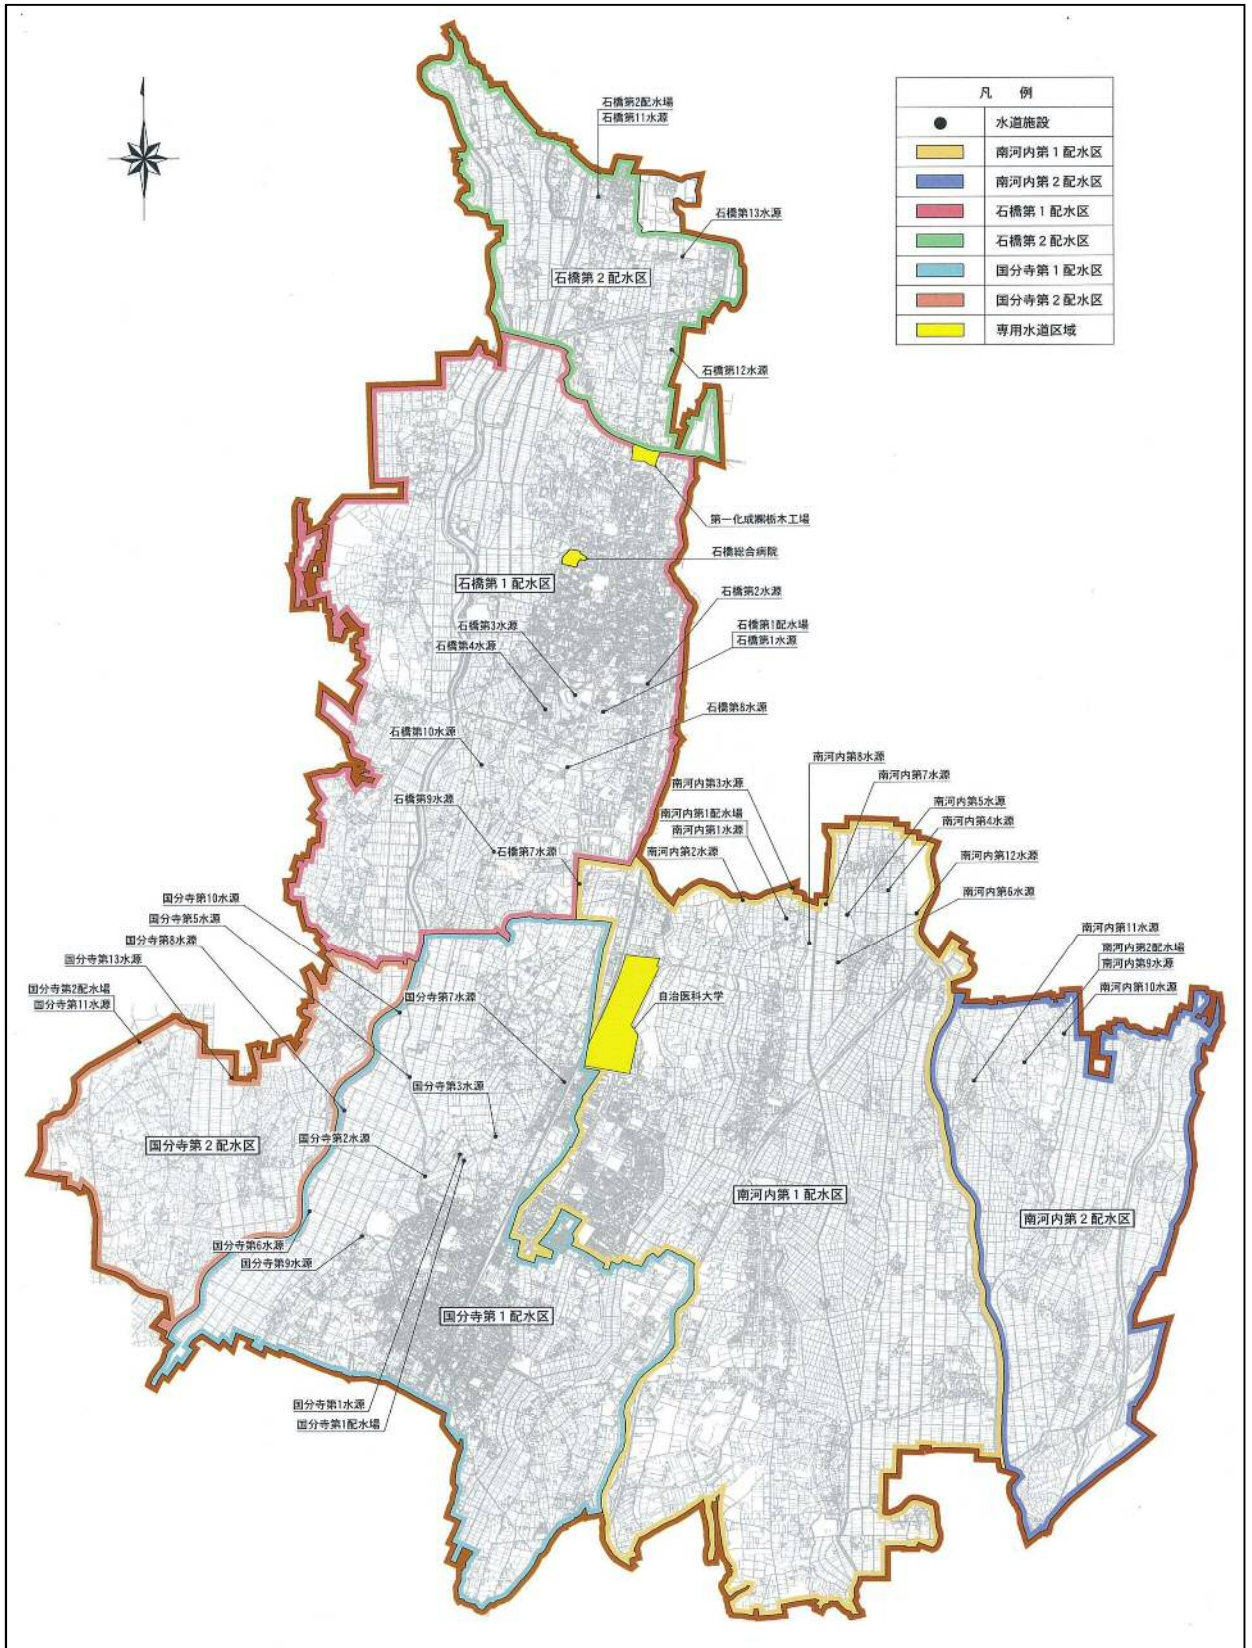 凡 例
水道施設
南河内第1配水区
南河内第2配水区
石橋第1配水区
石橋第2配水区
国分寺第1配水区
国分寺第2配水区
専用水道区域
石橋第2配水場
石橋第11水源
石橋第13水源
石橋第2配水区
石橋第12水源
第一化成㈱栃木工場
石橋総合病院
石橋第1配水区
石橋第2水源
石橋第3水源
石橋第1配水場
石橋第1水源
石橋第4水源
石橋第8水源
石橋第10水源
石橋第9水源
石橋第7水源
南河内第8水源
南河内第7水源
南河内第3水源
南河内第5水源
南河内第1配水場
南河内第4水源
南河内第1水源
南河内第2水源
南河内第12水源
南河内第6水源
国分寺第10水源
国分寺第5水源
国分寺第8水源
国分寺第13水源
国分寺第2配水場
国分寺第11水源
国分寺第7水源
自治医科大学
南河内第11水源
南河内第2配水場
南河内第9水源
南河内第10水源
国分寺第3水源
国分寺第2水源
国分寺第2配水区
南河内第1配水区
南河内第2配水区
国分寺第6水源
国分寺第9水源
国分寺第1配水区
国分寺第1水源
国分寺第1配水場